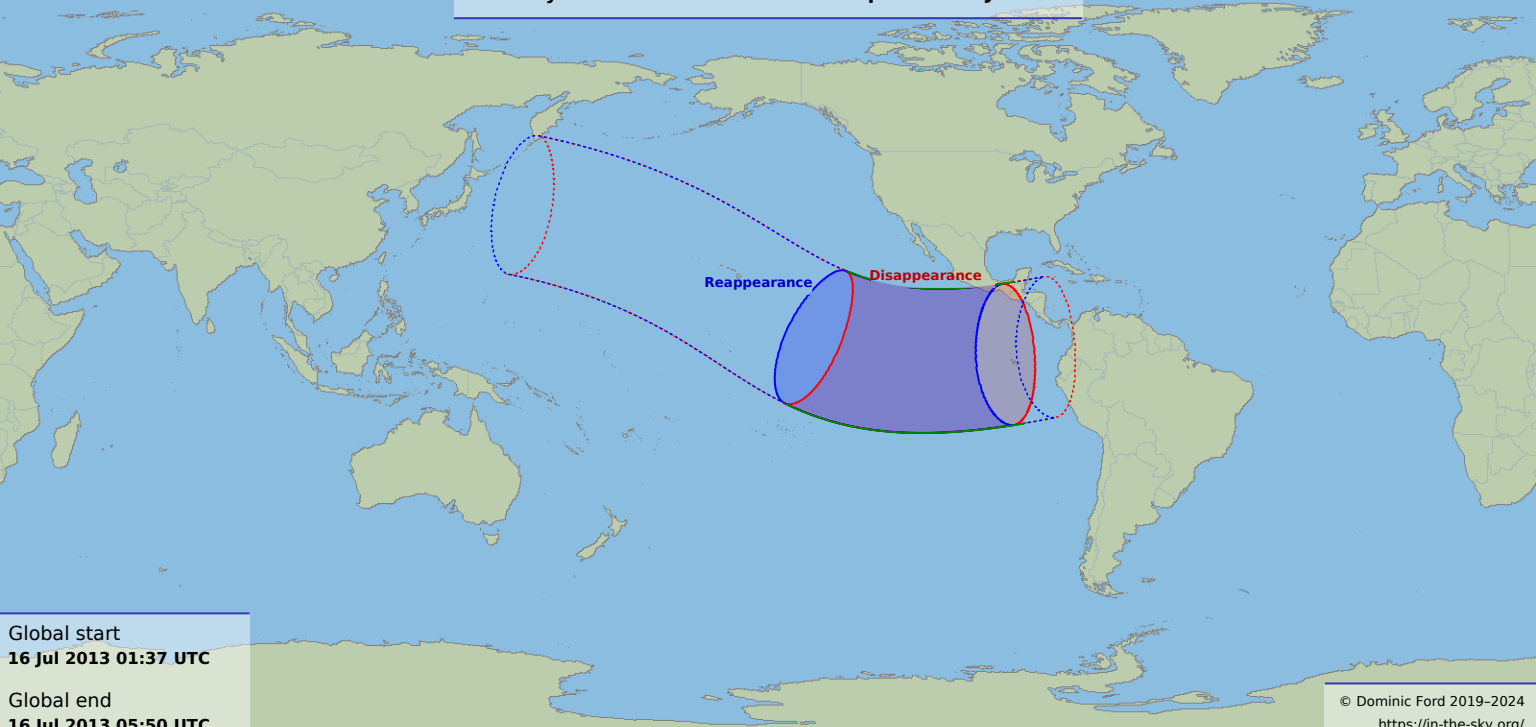 Reappearance
Disappearance
Global start
16 Jul 2013 01:37 UTC
Global end
16 Jul 2013 05:50 UTC
© Dominic Ford 2019–2024
https://in-the-sky.org/